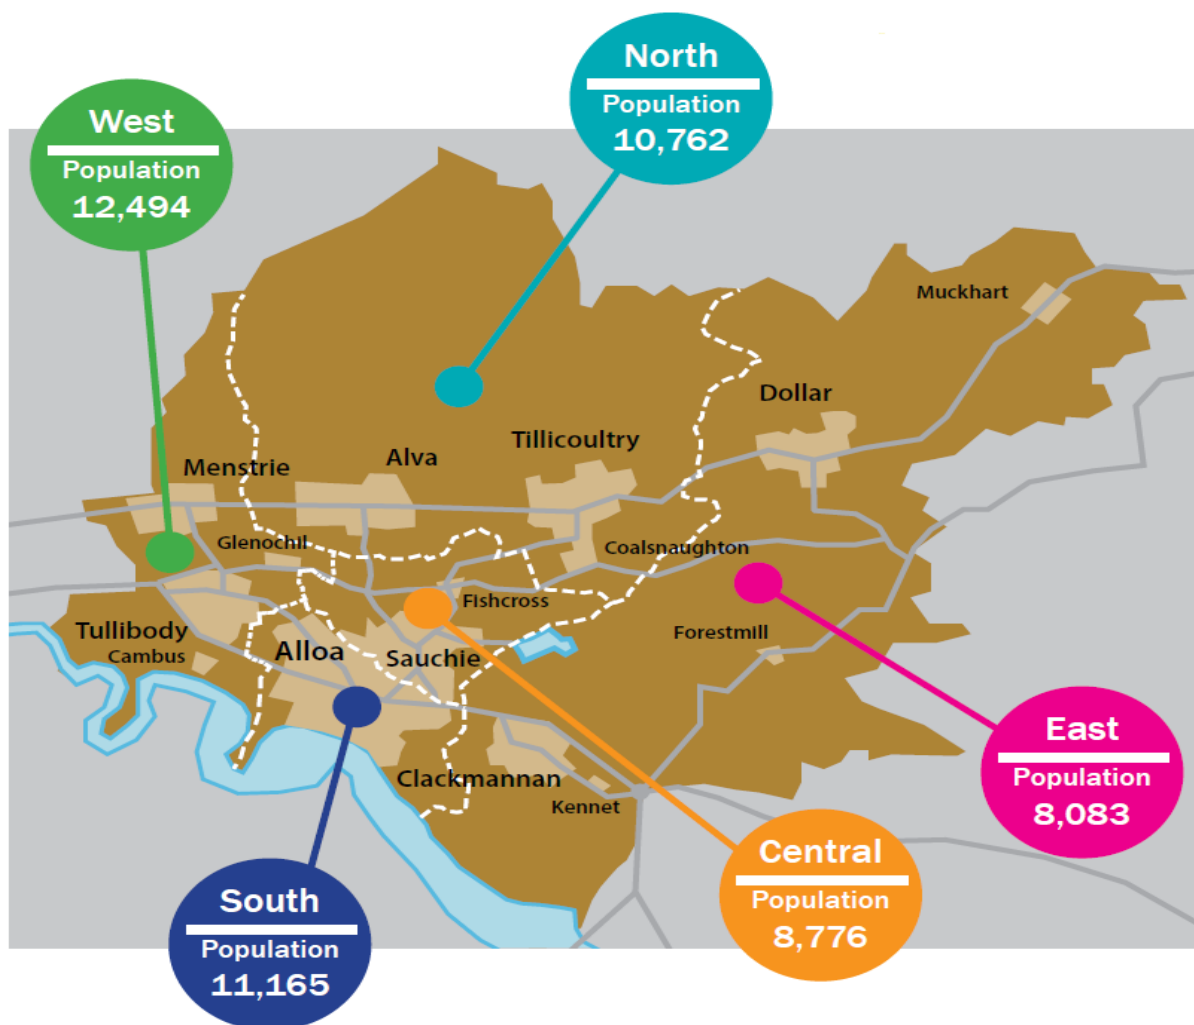 North
Population
10,762
West
Population
12,494
Muckhart
Dollar
Tillicoultry
Alva
Menstrie
Glenochil
Coalsnaughton
Fishcross
Forestmill
Tullibody
Cambus
Alloa
Sauchie
Clackmannan
Kennet
East
Population
8,083
Central
Population
8,776
South
Population
11,165